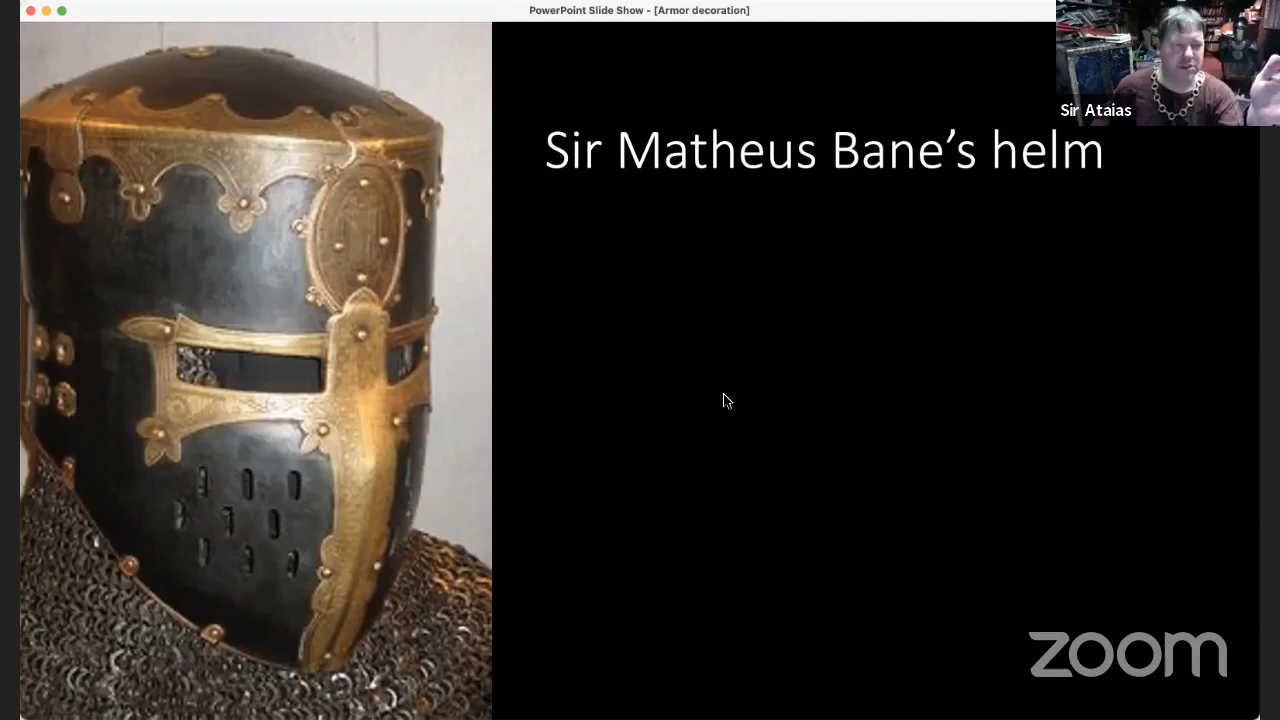 PowerPoint Slide Show - [Armor decoration]
Sir Ataias
Sir Matheus Bane’s helm
zoom